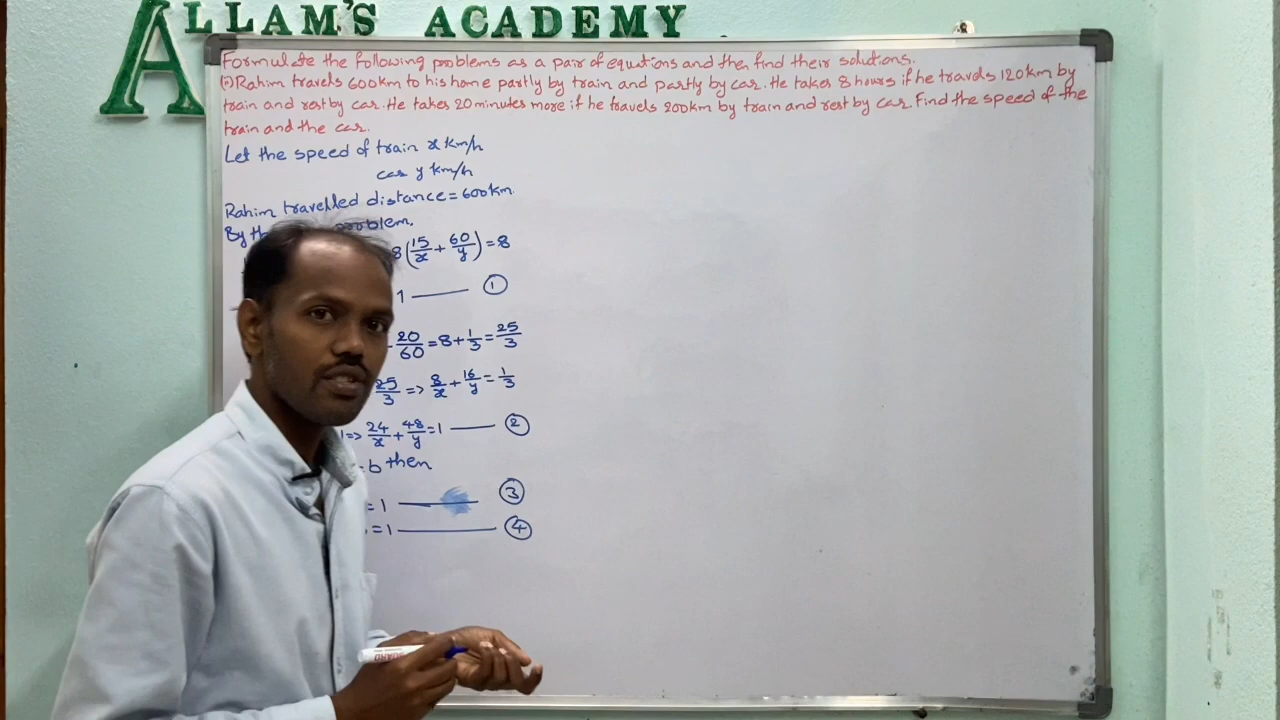 ALLAM'S ACADEMY
Formulate the following problems as a pair of equations and then find their solutions.
(ii) Rahim travels 600km to his home partly by train and partly by car. He takes 8 hours if he travels 120km by
train and rest by car. He takes 20 minutes more if he travels 200km by train and rest by car. Find the speed of the
train and the car.
Let the speed of train x km/h
car y km/h
Rahim travelled distance = 600km.
By the problem,
8(15/x + 60/y) = 8
1 —— ①
20/60 = 8 + 1/3 = 25/3
25/3 => 8/x + 16/y = 1/3
=> 24/x + 48/y = 1 —— ②
= b then
= 1 —— ③
= 1 —— ④